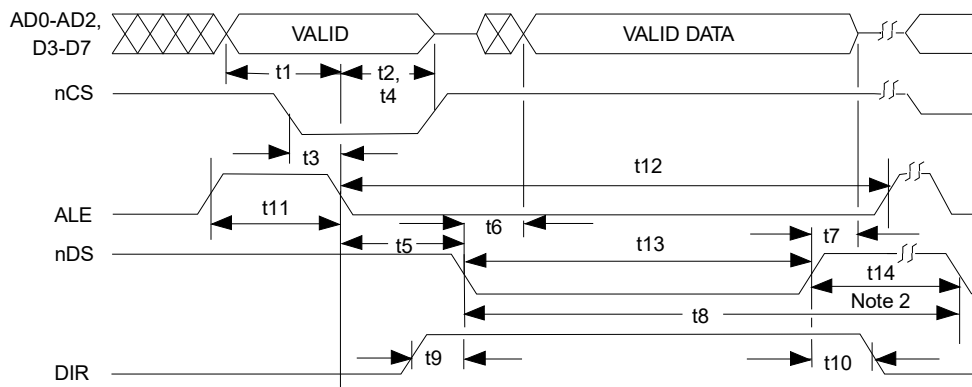 AD0-AD2,
D3-D7
VALID
VALID DATA
t1
t2,
t4
nCS
t3
t12
ALE
t11
t6
t7
t5
t13
nDS
t14
Note 2
t8
t9
t10
DIR